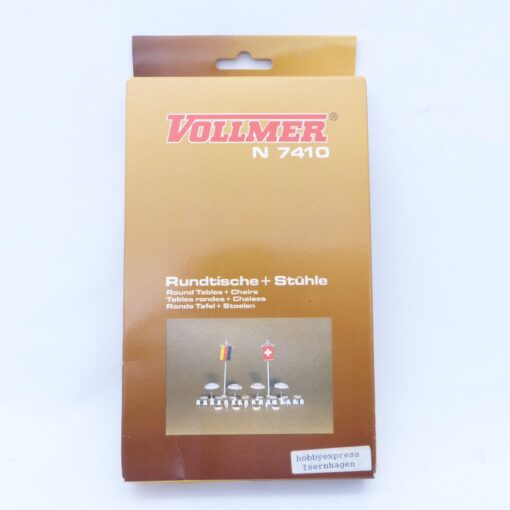 VOLLMER®
N 7410
Rundtische + Stühle
Round Tables + Chairs
Tables rondes + Chaises
Ronde Tafel + Stoelen
hobbyexpress
Isernhagen